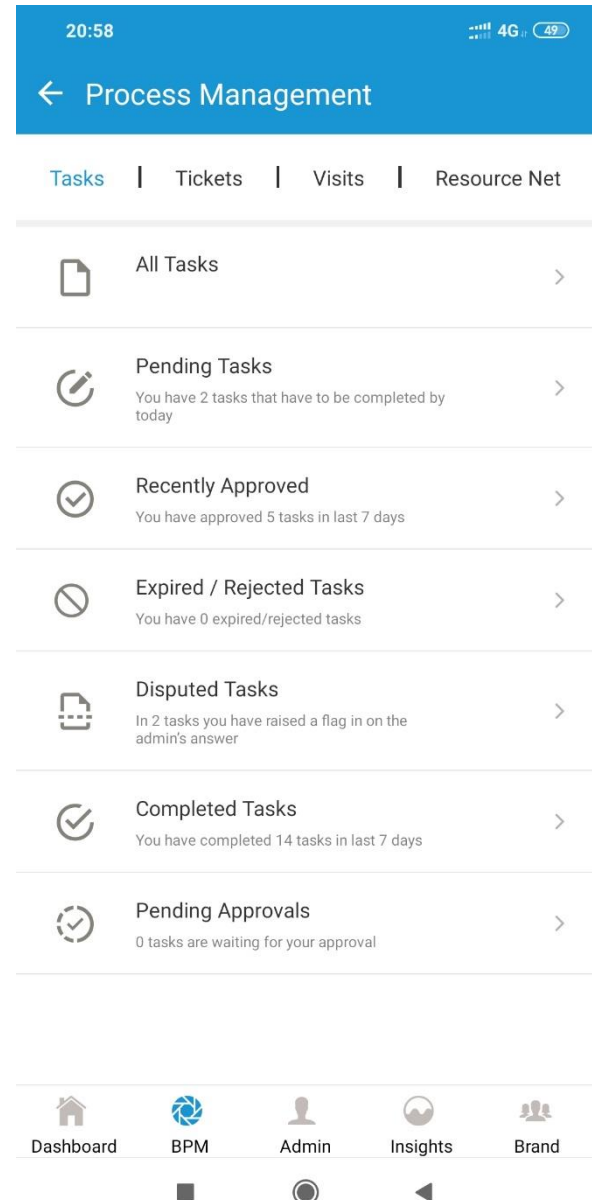 20:58
4G 49
Process Management
Tasks | Tickets | Visits | Resource Net
All Tasks
Pending Tasks
You have 2 tasks that have to be completed by
today
Recently Approved
You have approved 5 tasks in last 7 days
Expired / Rejected Tasks
You have 0 expired/rejected tasks
Disputed Tasks
In 2 tasks you have raised a flag in on the
admin's answer
Completed Tasks
You have completed 14 tasks in last 7 days
Pending Approvals
0 tasks are waiting for your approval
Dashboard BPM Admin Insights Brand